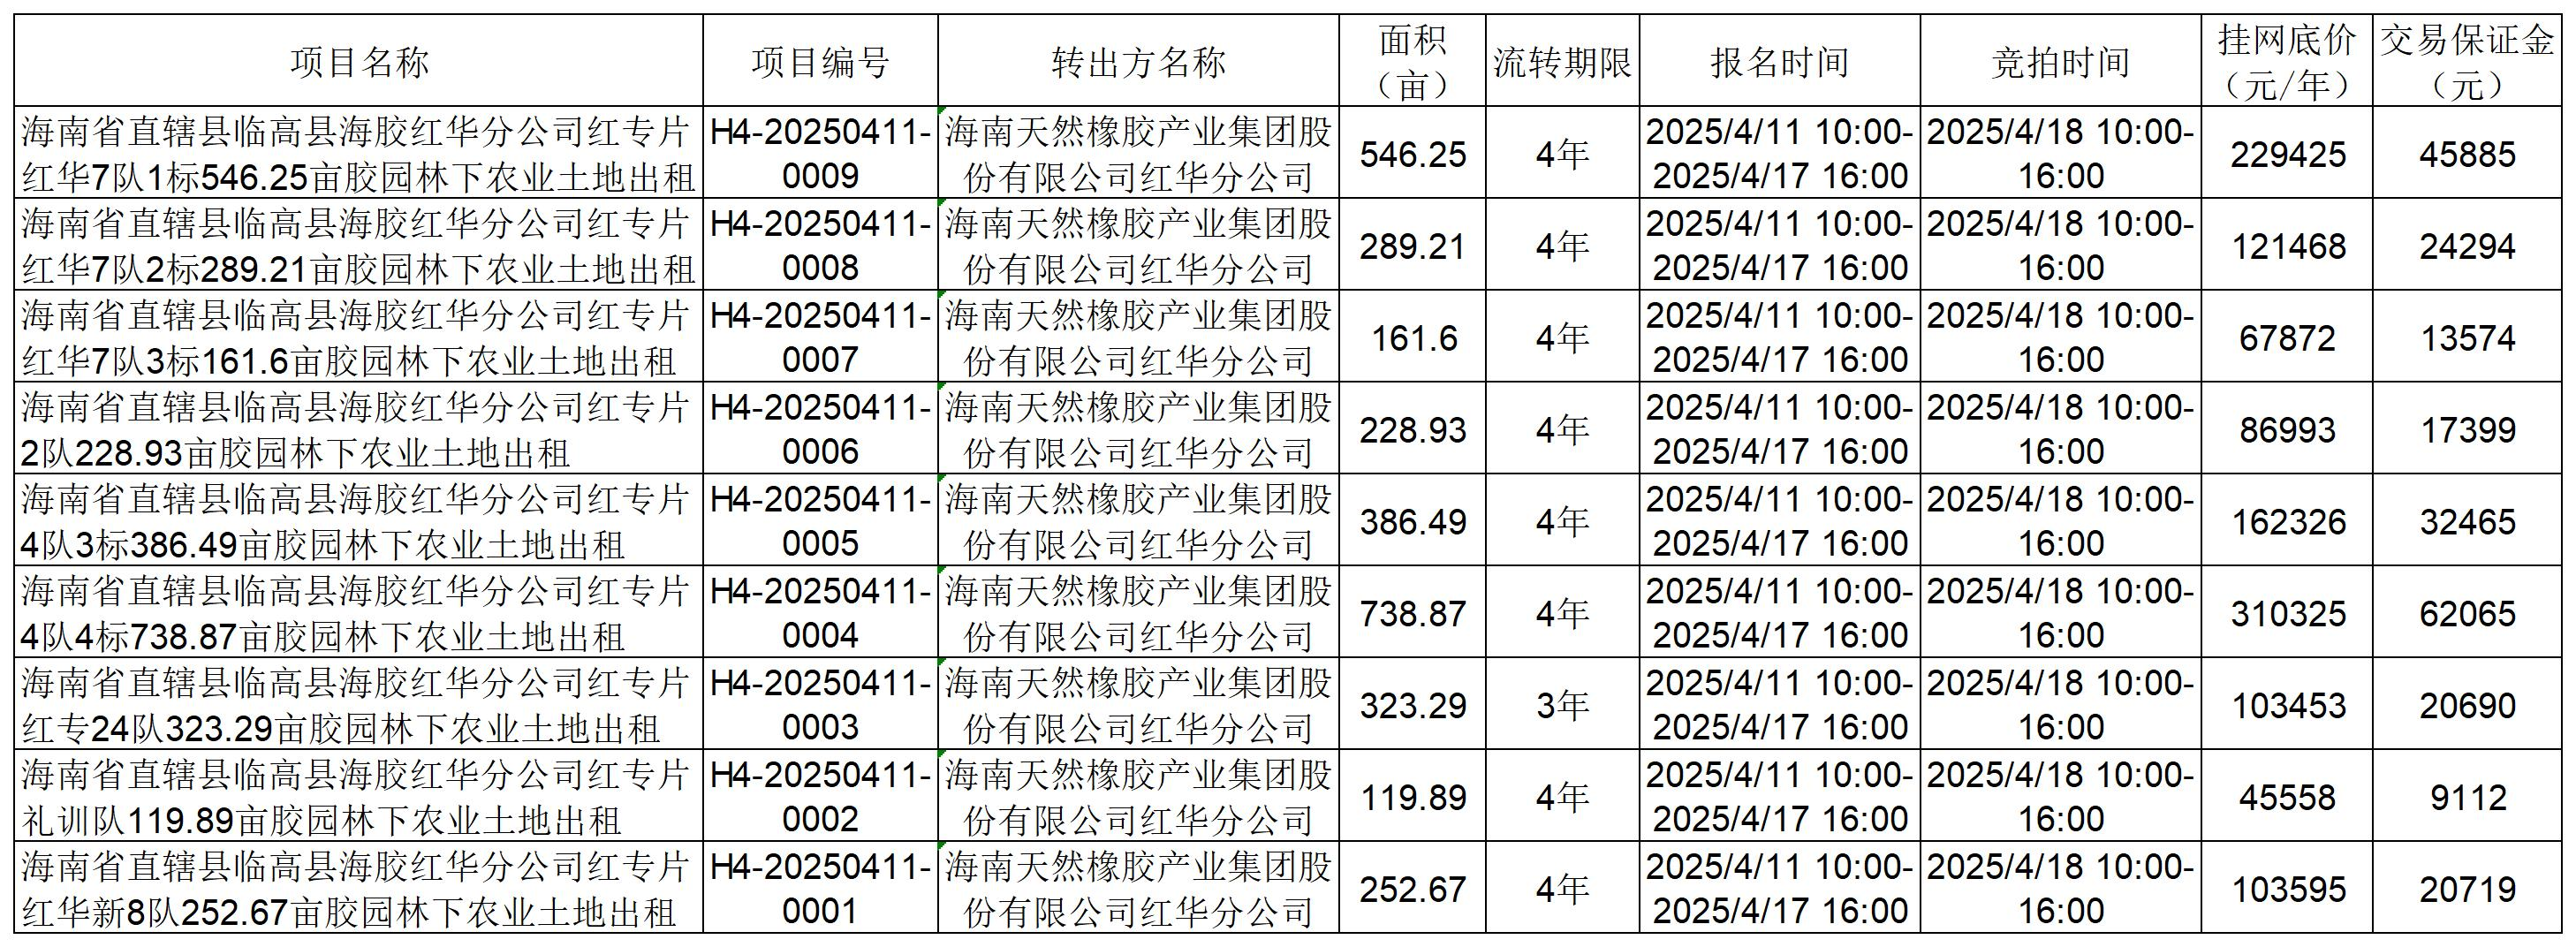 项目名称
项目编号
转出方名称
面积
（亩）
流转期限
报名时间
竞拍时间
挂网底价
（元/年）
交易保证金
（元）
海南省直辖县临高县海胶红华分公司红专片
红华7队1标546.25亩胶园林下农业土地出租
H4-20250411-
0009
海南天然橡胶产业集团股
份有限公司红华分公司
546.25
4年
2025/4/11 10:00-
2025/4/17 16:00
2025/4/18 10:00-
16:00
229425
45885
海南省直辖县临高县海胶红华分公司红专片
红华7队2标289.21亩胶园林下农业土地出租
H4-20250411-
0008
海南天然橡胶产业集团股
份有限公司红华分公司
289.21
4年
2025/4/11 10:00-
2025/4/17 16:00
2025/4/18 10:00-
16:00
121468
24294
海南省直辖县临高县海胶红华分公司红专片
红华7队3标161.6亩胶园林下农业土地出租
H4-20250411-
0007
海南天然橡胶产业集团股
份有限公司红华分公司
161.6
4年
2025/4/11 10:00-
2025/4/17 16:00
2025/4/18 10:00-
16:00
67872
13574
海南省直辖县临高县海胶红华分公司红专片
2队228.93亩胶园林下农业土地出租
H4-20250411-
0006
海南天然橡胶产业集团股
份有限公司红华分公司
228.93
4年
2025/4/11 10:00-
2025/4/17 16:00
2025/4/18 10:00-
16:00
86993
17399
海南省直辖县临高县海胶红华分公司红专片
4队3标386.49亩胶园林下农业土地出租
H4-20250411-
0005
海南天然橡胶产业集团股
份有限公司红华分公司
386.49
4年
2025/4/11 10:00-
2025/4/17 16:00
2025/4/18 10:00-
16:00
162326
32465
海南省直辖县临高县海胶红华分公司红专片
4队4标738.87亩胶园林下农业土地出租
H4-20250411-
0004
海南天然橡胶产业集团股
份有限公司红华分公司
738.87
4年
2025/4/11 10:00-
2025/4/17 16:00
2025/4/18 10:00-
16:00
310325
62065
海南省直辖县临高县海胶红华分公司红专片
红专24队323.29亩胶园林下农业土地出租
H4-20250411-
0003
海南天然橡胶产业集团股
份有限公司红华分公司
323.29
3年
2025/4/11 10:00-
2025/4/17 16:00
2025/4/18 10:00-
16:00
103453
20690
海南省直辖县临高县海胶红华分公司红专片
礼训队119.89亩胶园林下农业土地出租
H4-20250411-
0002
海南天然橡胶产业集团股
份有限公司红华分公司
119.89
4年
2025/4/11 10:00-
2025/4/17 16:00
2025/4/18 10:00-
16:00
45558
9112
海南省直辖县临高县海胶红华分公司红专片
红华新8队252.67亩胶园林下农业土地出租
H4-20250411-
0001
海南天然橡胶产业集团股
份有限公司红华分公司
252.67
4年
2025/4/11 10:00-
2025/4/17 16:00
2025/4/18 10:00-
16:00
103595
20719